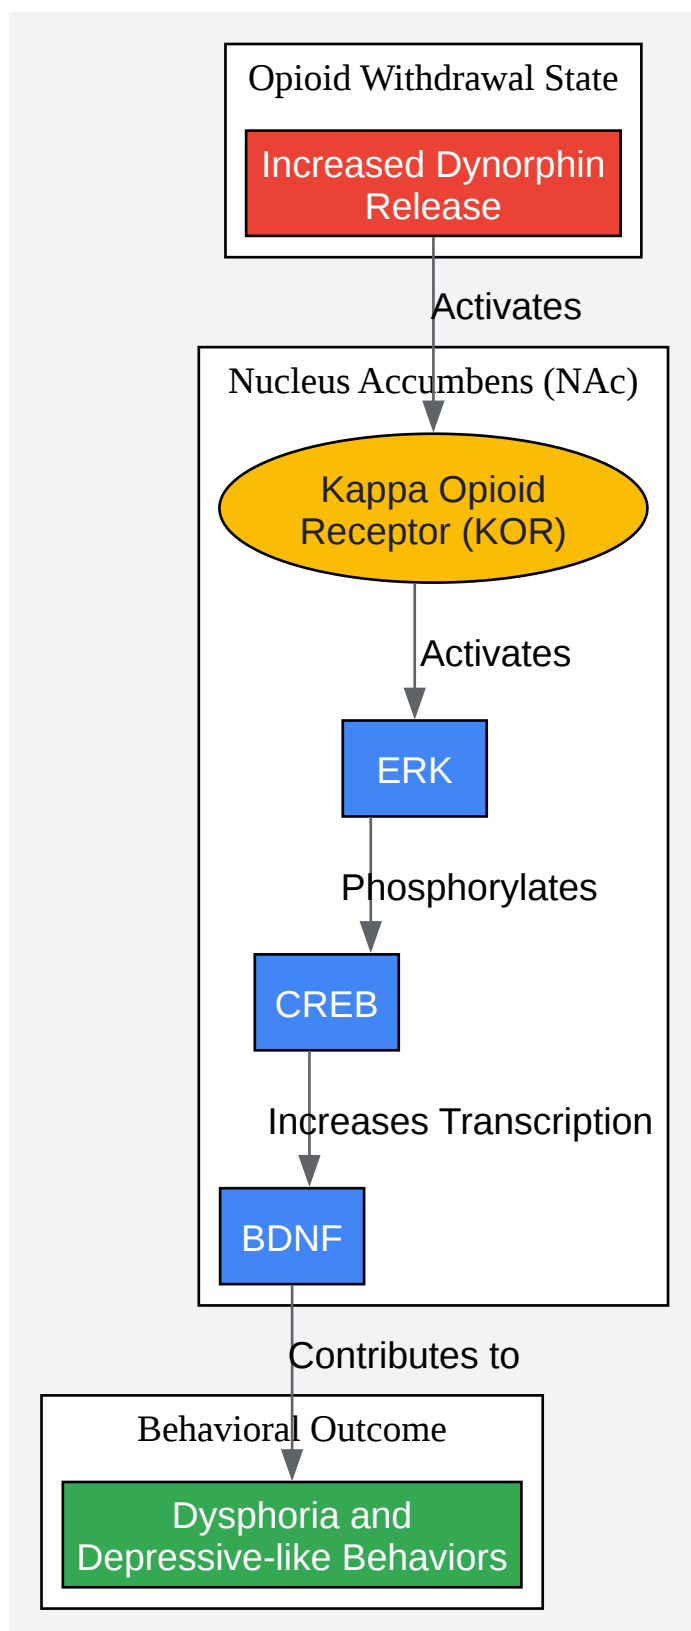 Opioid Withdrawal State
Increased Dynorphin
Release
Activates
Nucleus Accumbens (NAc)
Kappa Opioid
Receptor (KOR)
Activates
ERK
Phosphorylates
CREB
Increases Transcription
BDNF
Contributes to
Behavioral Outcome
Dysphoria and
Depressive-like Behaviors